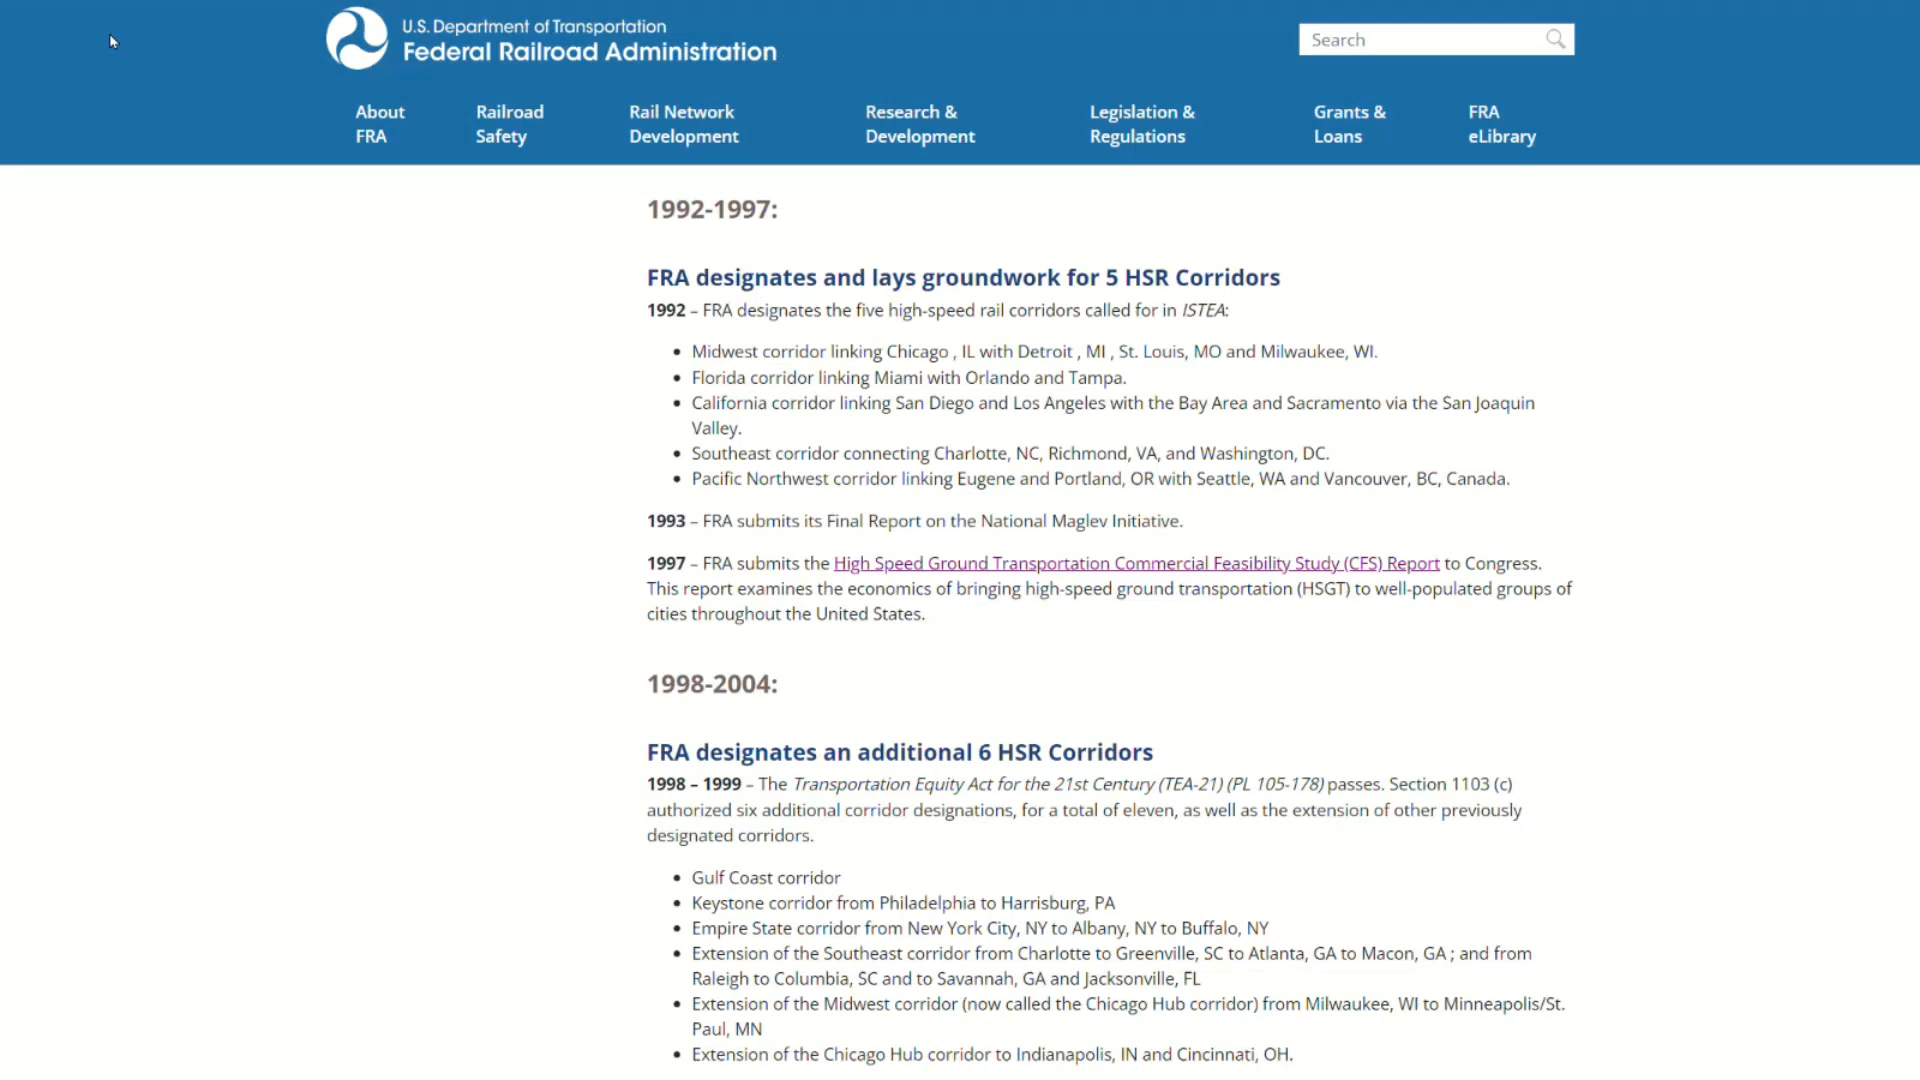 U.S. Department of Transportation
Federal Railroad Administration
Search
About
FRA
Railroad
Safety
Rail Network
Development
Research &
Development
Legislation &
Regulations
Grants &
Loans
FRA
eLibrary
1992-1997:
FRA designates and lays groundwork for 5 HSR Corridors
1992 – FRA designates the five high-speed rail corridors called for in ISTEA:
• Midwest corridor linking Chicago , IL with Detroit , MI , St. Louis, MO and Milwaukee, WI.
• Florida corridor linking Miami with Orlando and Tampa.
• California corridor linking San Diego and Los Angeles with the Bay Area and Sacramento via the San Joaquin
Valley.
• Southeast corridor connecting Charlotte, NC, Richmond, VA, and Washington, DC.
• Pacific Northwest corridor linking Eugene and Portland, OR with Seattle, WA and Vancouver, BC, Canada.
1993 – FRA submits its Final Report on the National Maglev Initiative.
1997 – FRA submits the High Speed Ground Transportation Commercial Feasibility Study (CFS) Report to Congress.
This report examines the economics of bringing high-speed ground transportation (HSGT) to well-populated groups of
cities throughout the United States.
1998-2004:
FRA designates an additional 6 HSR Corridors
1998 – 1999 – The Transportation Equity Act for the 21st Century (TEA-21) (PL 105-178) passes. Section 1103 (c)
authorized six additional corridor designations, for a total of eleven, as well as the extension of other previously
designated corridors.
• Gulf Coast corridor
• Keystone corridor from Philadelphia to Harrisburg, PA
• Empire State corridor from New York City, NY to Albany, NY to Buffalo, NY
• Extension of the Southeast corridor from Charlotte to Greenville, SC to Atlanta, GA to Macon, GA ; and from
Raleigh to Columbia, SC and to Savannah, GA and Jacksonville, FL
• Extension of the Midwest corridor (now called the Chicago Hub corridor) from Milwaukee, WI to Minneapolis/St.
Paul, MN
• Extension of the Chicago Hub corridor to Indianapolis, IN and Cincinnati, OH.